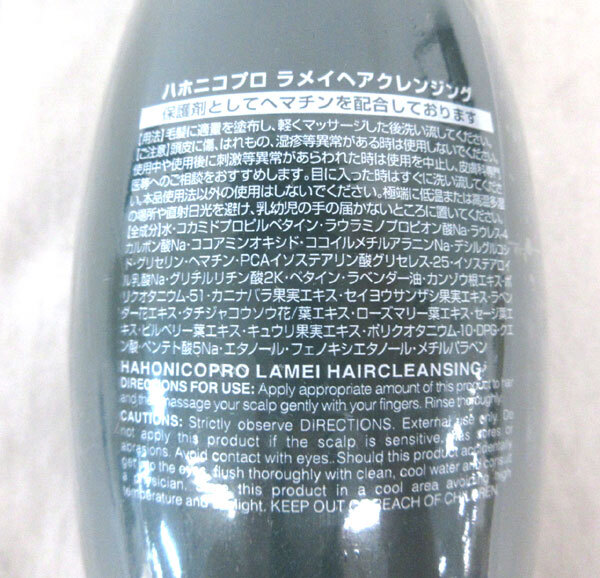 ハホニコプロ ラメイヘアクレンジング
保護剤としてヘマチンを配合しております
【用法】毛髪に適量を塗布し、軽くマッサージした後洗い流してください。
【ご注意】頭皮に傷、はれもの、湿疹等異常がある時は使用しないでください。
使用中や使用後に刺激等異常があらわれた時は使用を中止し、皮膚科専門
医等へのご相談をおすすめします。目に入った時はすぐに洗い流してくださ
い。本品使用法以外の使用はしないでください。極端に低温または高温多湿
の場所や直射日光を避け、乳幼児の手の届かないところに置いてください。
【全成分】水・コカミドプロピルベタイン・ラウラミノプロピオン酸Na・ラウレス-4
カルボン酸Na・ココアミンオキシド・ココイルメチルアラニンNa・デシルグルコシ
ド・グリセリン・ヘマチン・PCAイソステアリン酸グリセレス-25・イソステアロイ
ル乳酸Na・グリチルリチン酸2K・ベタイン・ラベンダー油・カンゾウ根エキス・ポ
リクオタニウム-51・カニナバラ果実エキス・セイヨウサンザシ果実エキス・ラベン
ダー花エキス・タチジャコウソウ花/葉エキス・ローズマリー葉エキス・セージ葉エ
キス・ビルベリー葉エキス・キュウリ果実エキス・ポリクオタニウム-10・DPG・クエ
ン酸・ペンテト酸5Na・エタノール・フェノキシエタノール・メチルパラベン
HAHONICOPRO LAMEI HAIRCLEANSING
DIRECTIONS FOR USE: Apply appropriate amount of this product to hair
and then massage your scalp gently with your fingers. Rinse thoroughly.
CAUTIONS: Strictly observe DIRECTIONS. External use only. Do
not apply this product if the scalp is sensitive, has sores or
abrasions. Avoid contact with eyes. Should this product accidentally
get into the eyes, flush thoroughly with clean, cool water and consult
a physician. this product in a cool area avoiding high
temperature and light. KEEP OUT OF REACH OF CHILDREN.